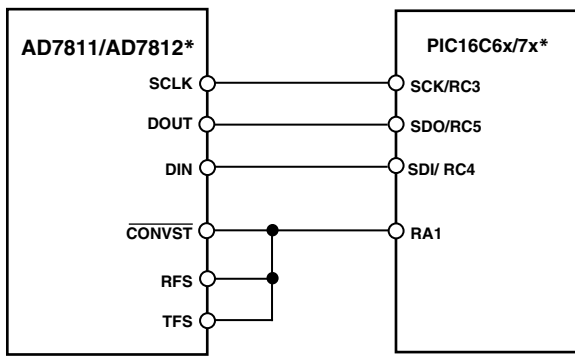 AD7811/AD7812*
PIC16C6x/7x*
SCLK
SCK/RC3
DOUT
SDO/RC5
DIN
SDI/ RC4
CONVST
RA1
RFS
TFS